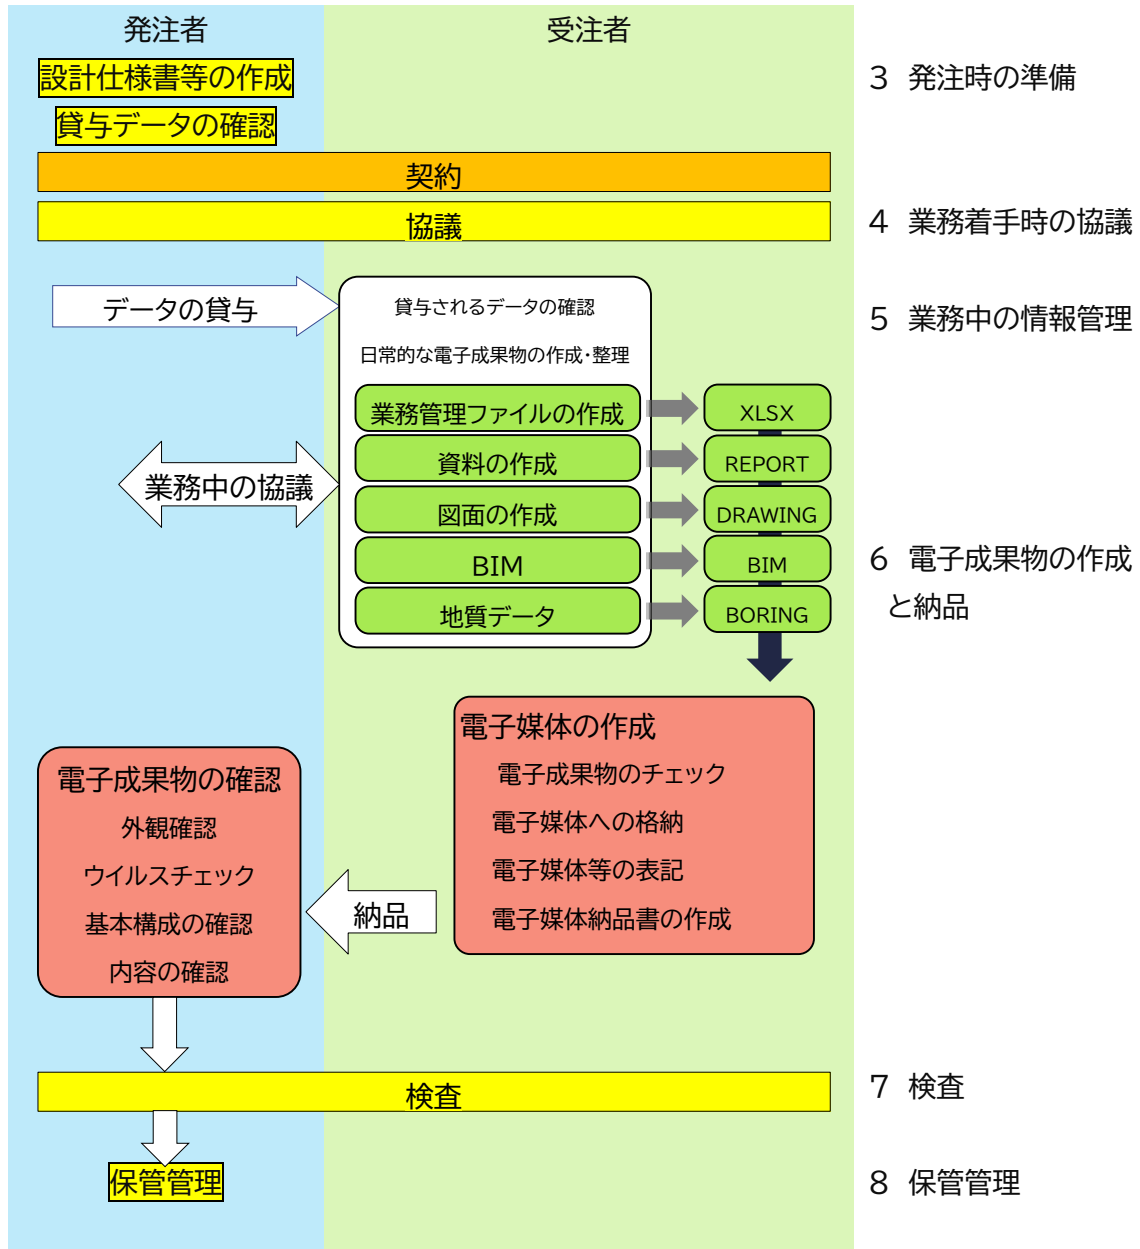 発注者
受注者
設計仕様書等の作成
3 発注時の準備
貸与データの確認
契約
協議
4 業務着手時の協議
データの貸与
貸与されるデータの確認
5 業務中の情報管理
日常的な電子成果物の作成・整理
業務管理ファイルの作成
XLSX
資料の作成
REPORT
業務中の協議
図面の作成
DRAWING
BIM
BIM
6 電子成果物の作成
と納品
地質データ
BORING
電子媒体の作成
電子成果物のチェック
電子媒体への格納
電子媒体等の表記
電子媒体納品書の作成
納品
電子成果物の確認
外観確認
ウイルスチェック
基本構成の確認
内容の確認
検査
7 検査
保管管理
8 保管管理